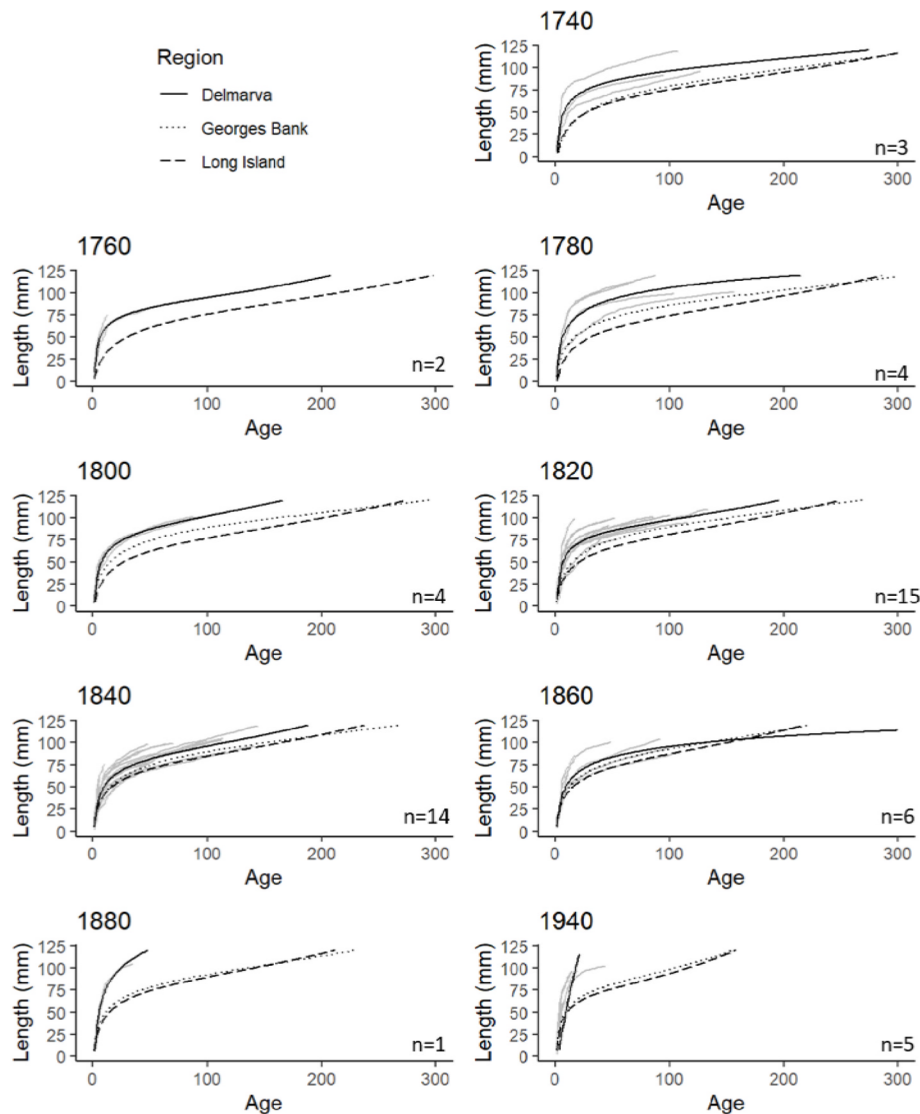 Region
Delmarva
Georges Bank
Long Island
1740
Length (mm)
125
100
75
50
25
0
0 100 200 300
Age
n=3
1760
Length (mm)
125
100
75
50
25
0
0 100 200 300
Age
n=2
1780
Length (mm)
125
100
75
50
25
0
0 100 200 300
Age
n=4
1800
Length (mm)
125
100
75
50
25
0
0 100 200 300
Age
n=4
1820
Length (mm)
125
100
75
50
25
0
0 100 200 300
Age
n=15
1840
Length (mm)
125
100
75
50
25
0
0 100 200 300
Age
n=14
1860
Length (mm)
125
100
75
50
25
0
0 100 200 300
Age
n=6
1880
Length (mm)
125
100
75
50
25
0
0 100 200 300
Age
n=1
1940
Length (mm)
125
100
75
50
25
0
0 100 200 300
Age
n=5